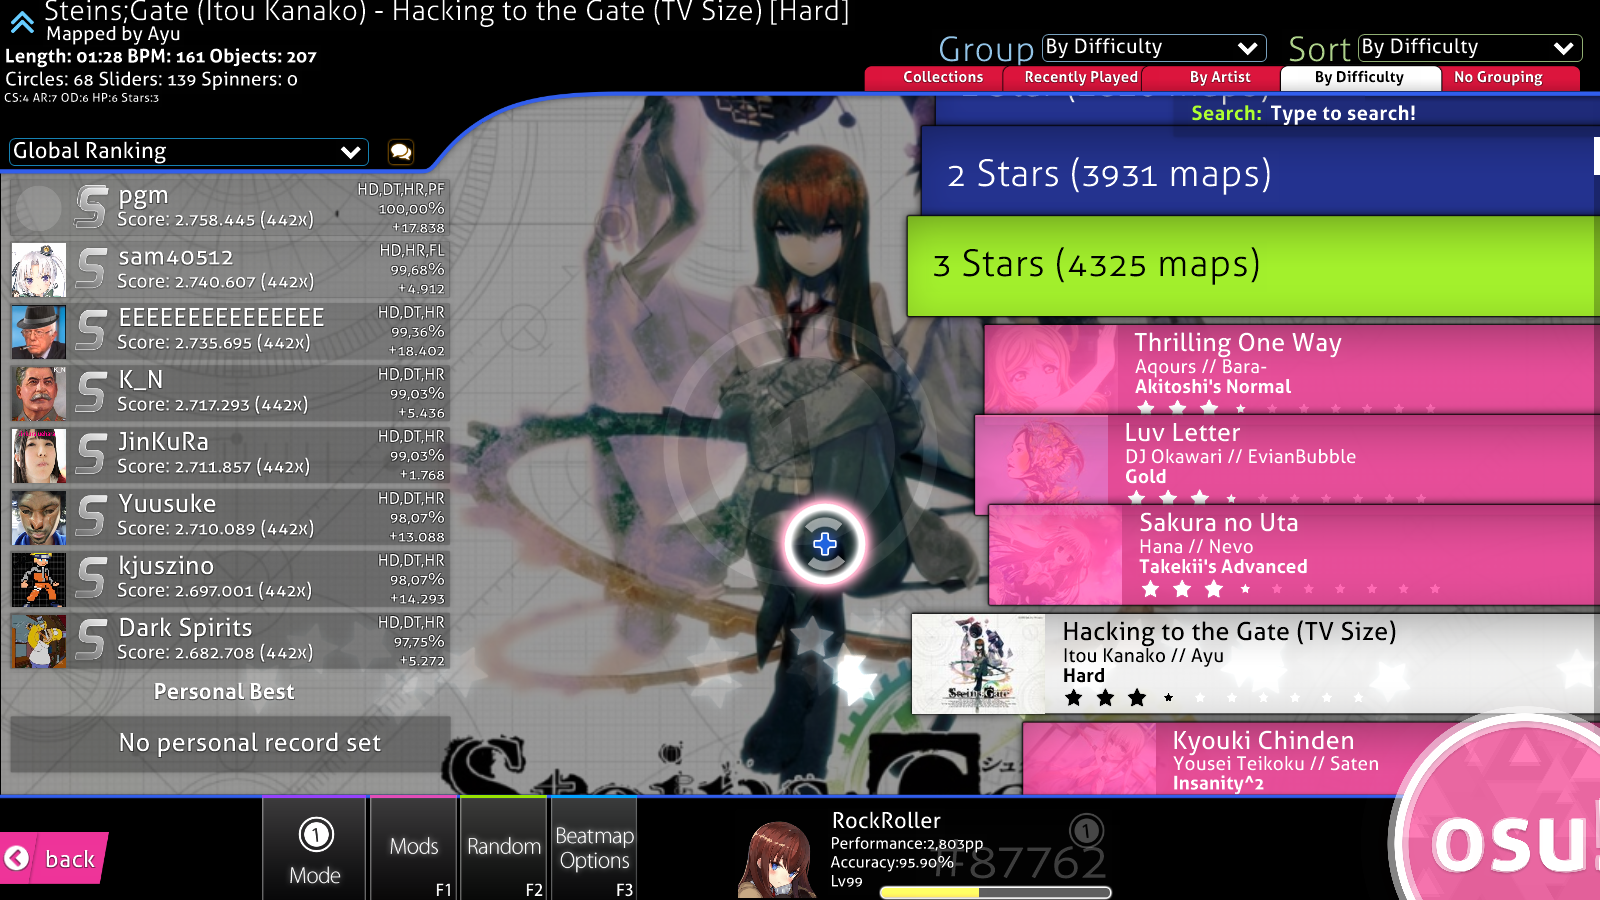 Steins;Gate (Itou Kanako) - Hacking to the Gate (TV Size) [Hard]
Mapped by Ayu
Length: 01:28 BPM: 161 Objects: 207
Circles: 68 Sliders: 139 Spinners: 0
CS:4 AR:7 OD:6 HP:6 Stars:3
Group By Difficulty
Sort By Difficulty
Collections
Recently Played
By Artist
By Difficulty
No Grouping
Search: Type to search!
Global Ranking
pgm
Score: 2.758.445 (442x)
HD,DT,HR,PF
100,00%
+17.838
sam40512
Score: 2.740.607 (442x)
HD,HR,FL
99,68%
+4.912
EEEEEEEEEEEEEEE
Score: 2.735.695 (442x)
HD,DT,HR
99,36%
+18.402
K_N
Score: 2.717.293 (442x)
HD,DT,HR
99,03%
+5.436
JinKuRa
Score: 2.711.857 (442x)
HD,DT,HR
99,03%
+1.768
Yuusuke
Score: 2.710.089 (442x)
HD,DT,HR
98,07%
+13.088
kjuszino
Score: 2.697.001 (442x)
HD,DT,HR
98,07%
+14.293
Dark Spirits
Score: 2.682.708 (442x)
HD,DT,HR
97,75%
+5.272
Personal Best
No personal record set
2 Stars (3931 maps)
3 Stars (4325 maps)
Thrilling One Way
Aqours // Bara-
Akitoshi's Normal
Luv Letter
DJ Okawari // EvianBubble
Gold
Sakura no Uta
Hana // Nevo
Takekii's Advanced
Hacking to the Gate (TV Size)
Itou Kanako // Ayu
Hard
Steins;Gate
Kyouki Chinden
Yousei Teikoku // Saten
Insanity^2
back
1
Mode
Mods
F1
Random
F2
Beatmap
Options
F3
RockRoller
Performance:2,803pp
Accuracy:95.90%
Lv99
#87762
1
osu!